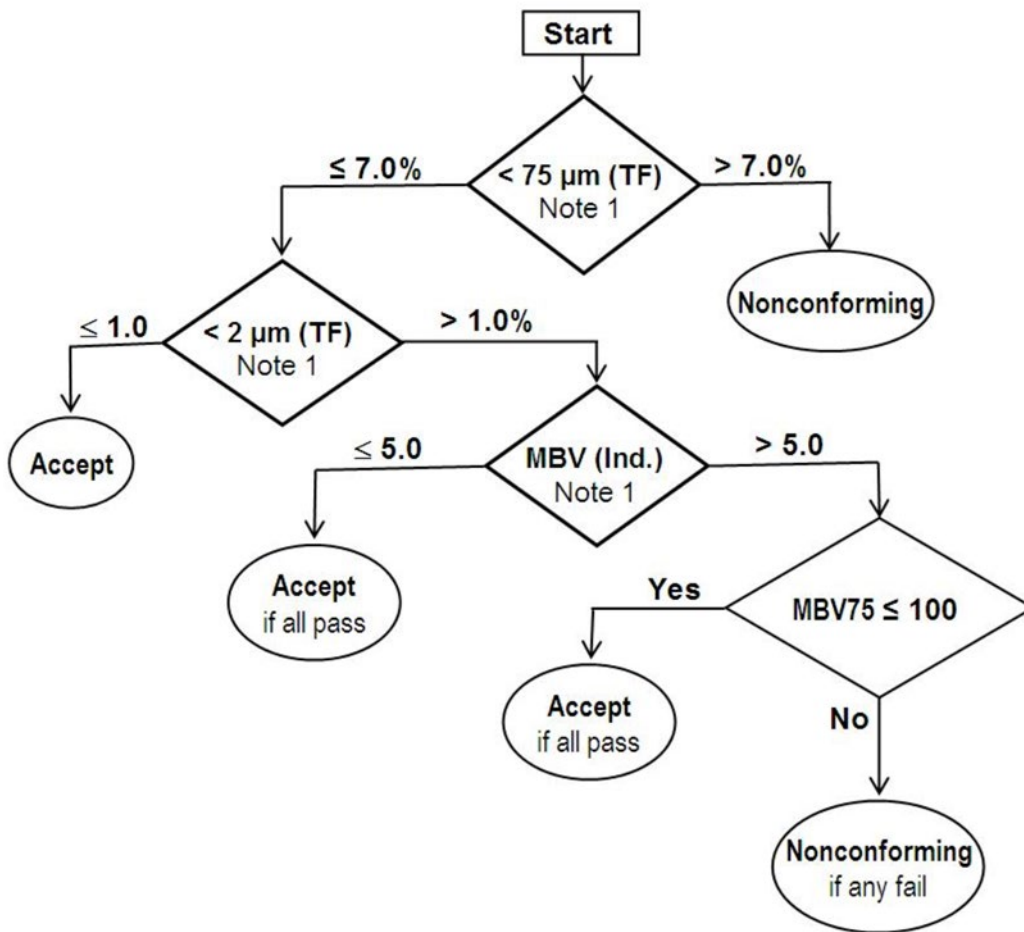 Start
≤ 7.0%
< 75 µm (TF)
Note 1
> 7.0%
Nonconforming
≤ 1.0
< 2 µm (TF)
Note 1
> 1.0%
Accept
≤ 5.0
MBV (Ind.)
Note 1
> 5.0
Accept
if all pass
Yes
MBV75 ≤ 100
Accept
if all pass
No
Nonconforming
if any fail